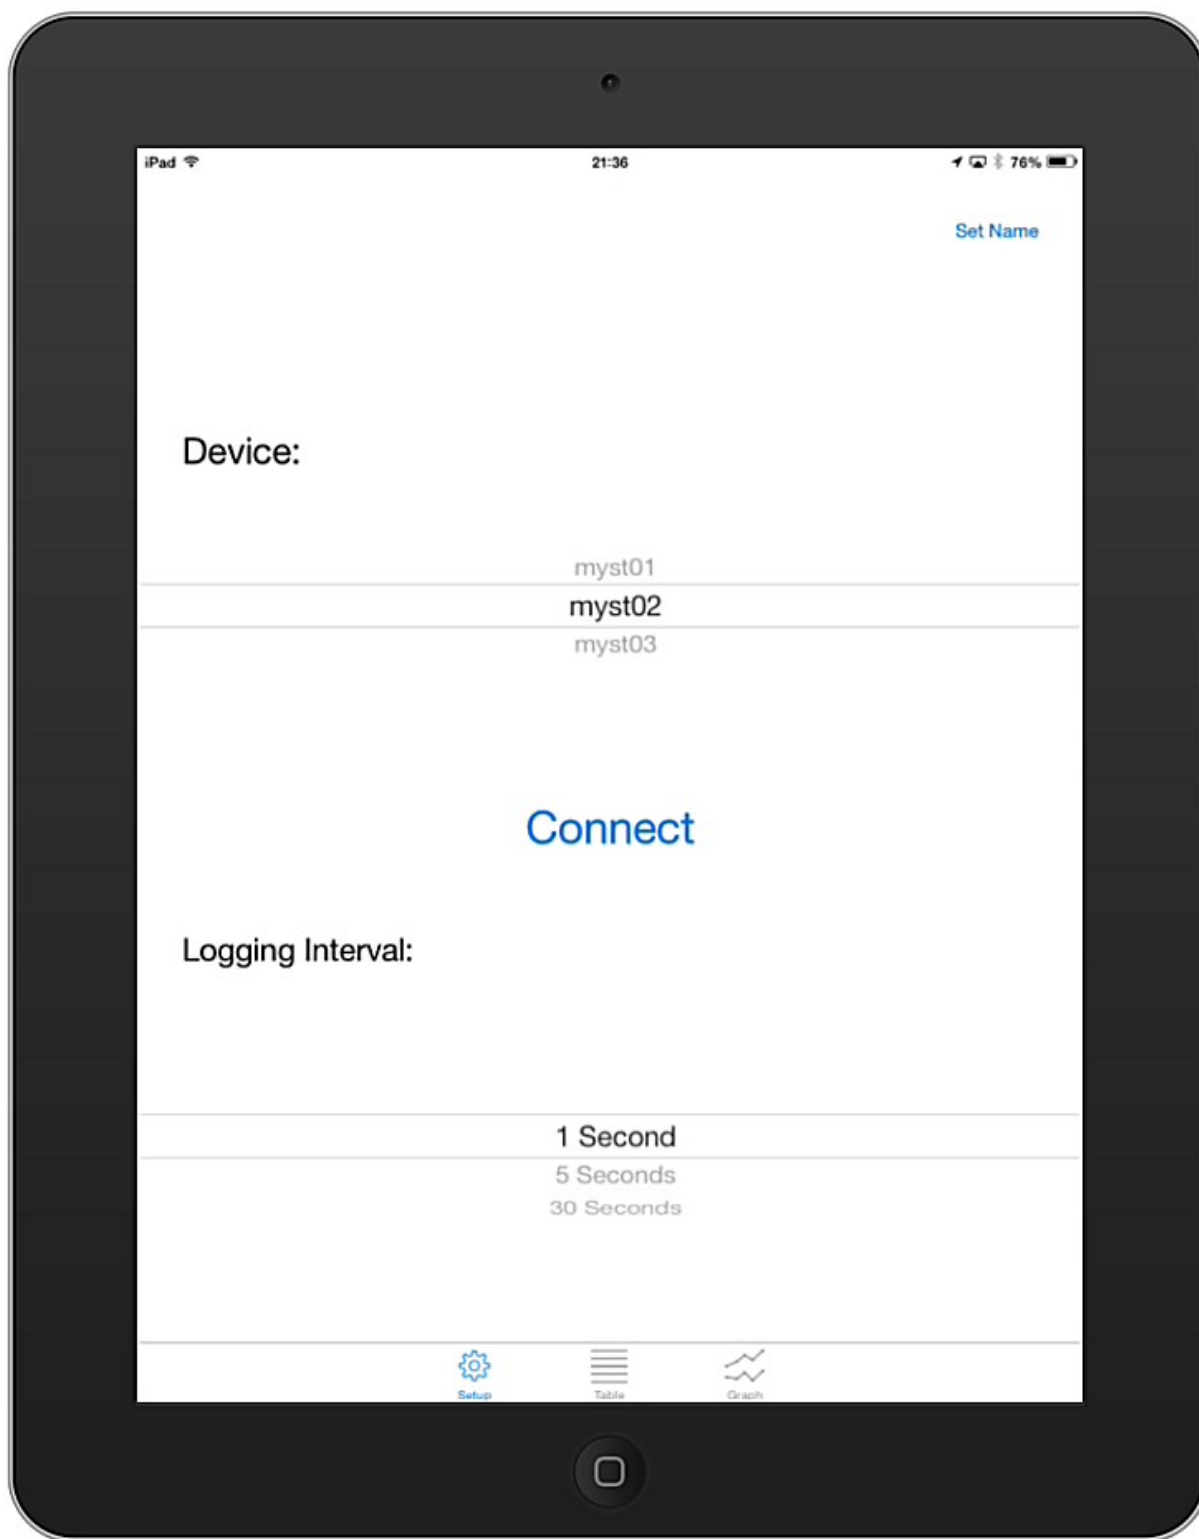 iPad 21:36 76%
Set Name
Device:
myst01
myst02
myst03
Connect
Logging Interval:
1 Second
5 Seconds
30 Seconds
Setup Table Graph